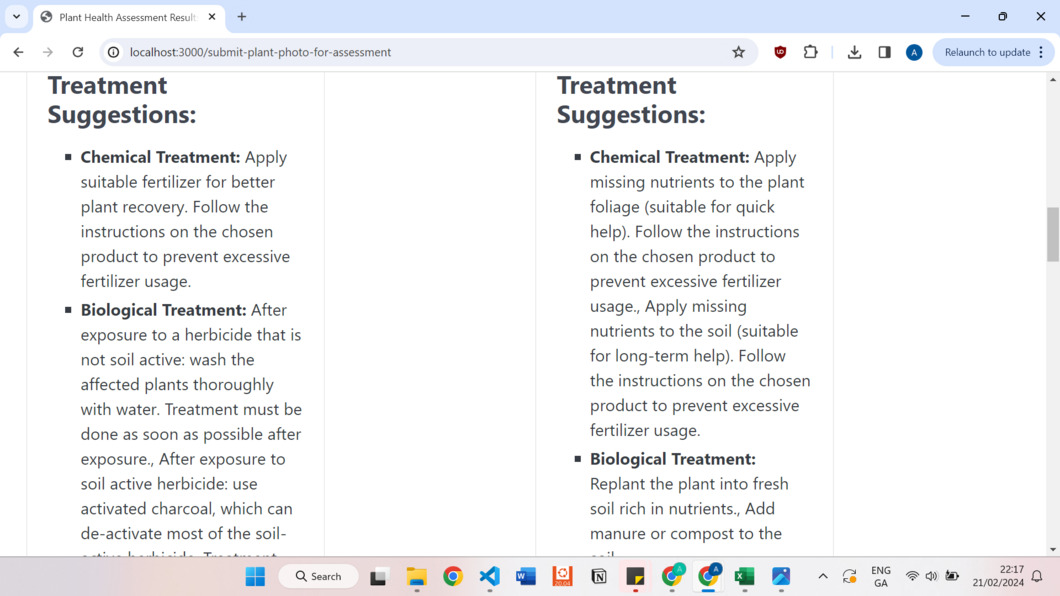 Plant Health Assessment Result
localhost:3000/submit-plant-photo-for-assessment
A
Relaunch to update
Treatment
Suggestions:
Chemical Treatment: Apply
suitable fertilizer for better
plant recovery. Follow the
instructions on the chosen
product to prevent excessive
fertilizer usage.
Biological Treatment: After
exposure to a herbicide that is
not soil active: wash the
affected plants thoroughly
with water. Treatment must be
done as soon as possible after
exposure., After exposure to
soil active herbicide: use
activated charcoal, which can
de-activate most of the soil-
active herbicide. Treatment
Treatment
Suggestions:
Chemical Treatment: Apply
missing nutrients to the plant
foliage (suitable for quick
help). Follow the instructions
on the chosen product to
prevent excessive fertilizer
usage., Apply missing
nutrients to the soil (suitable
for long-term help). Follow
the instructions on the chosen
product to prevent excessive
fertilizer usage.
Biological Treatment:
Replant the plant into fresh
soil rich in nutrients., Add
manure or compost to the
soil
Search
20.04
A
A
ENG
GA
22:17
21/02/2024